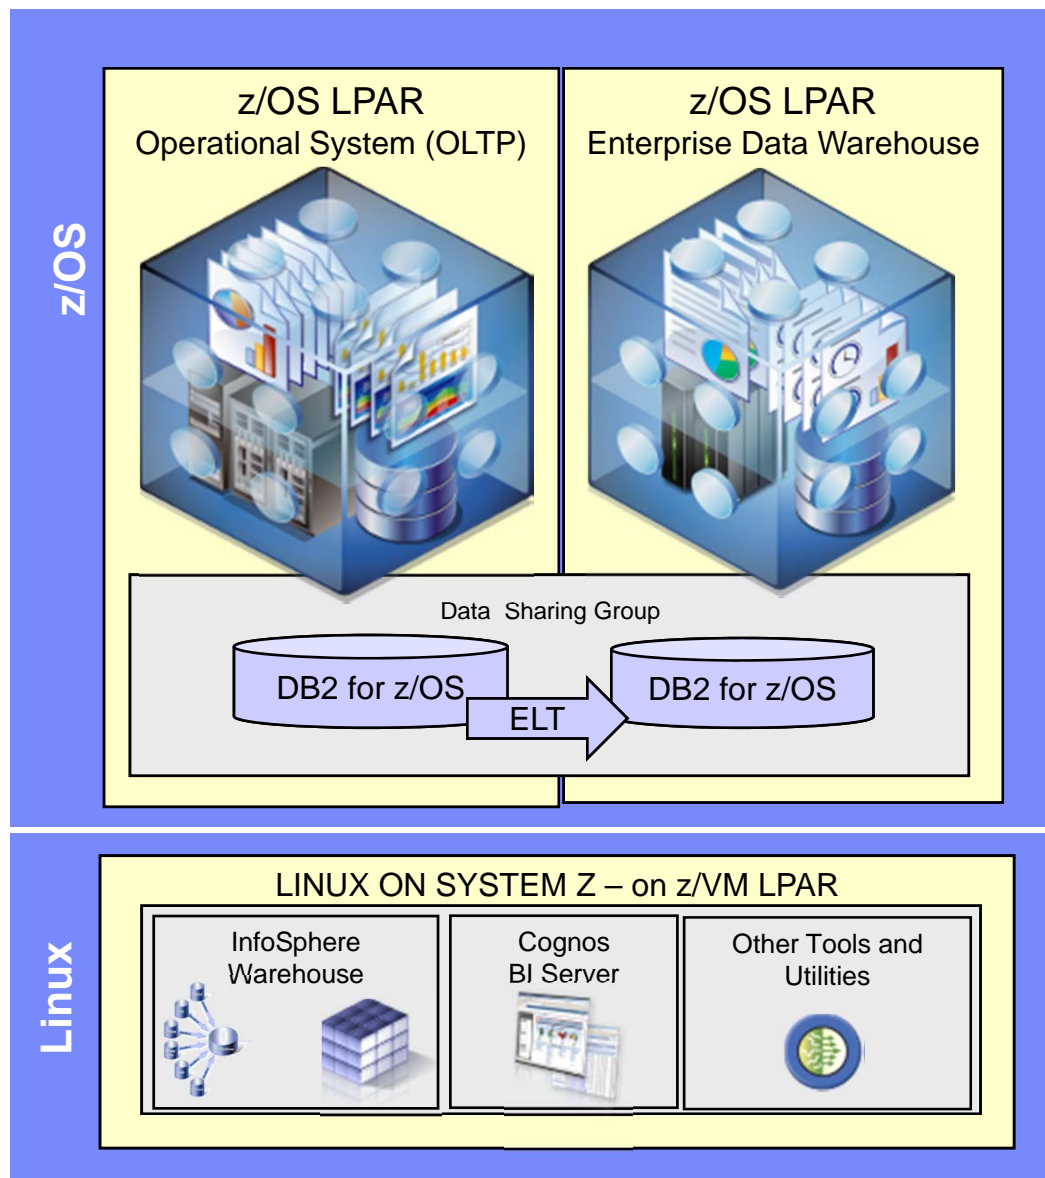 z/OS
z/OS LPAR
Operational System (OLTP)
z/OS LPAR
Enterprise Data Warehouse
Data Sharing Group
DB2 for z/OS
ELT
DB2 for z/OS
Linux
LINUX ON SYSTEM Z – on z/VM LPAR
InfoSphere
Warehouse
Cognos
BI Server
Other Tools and
Utilities